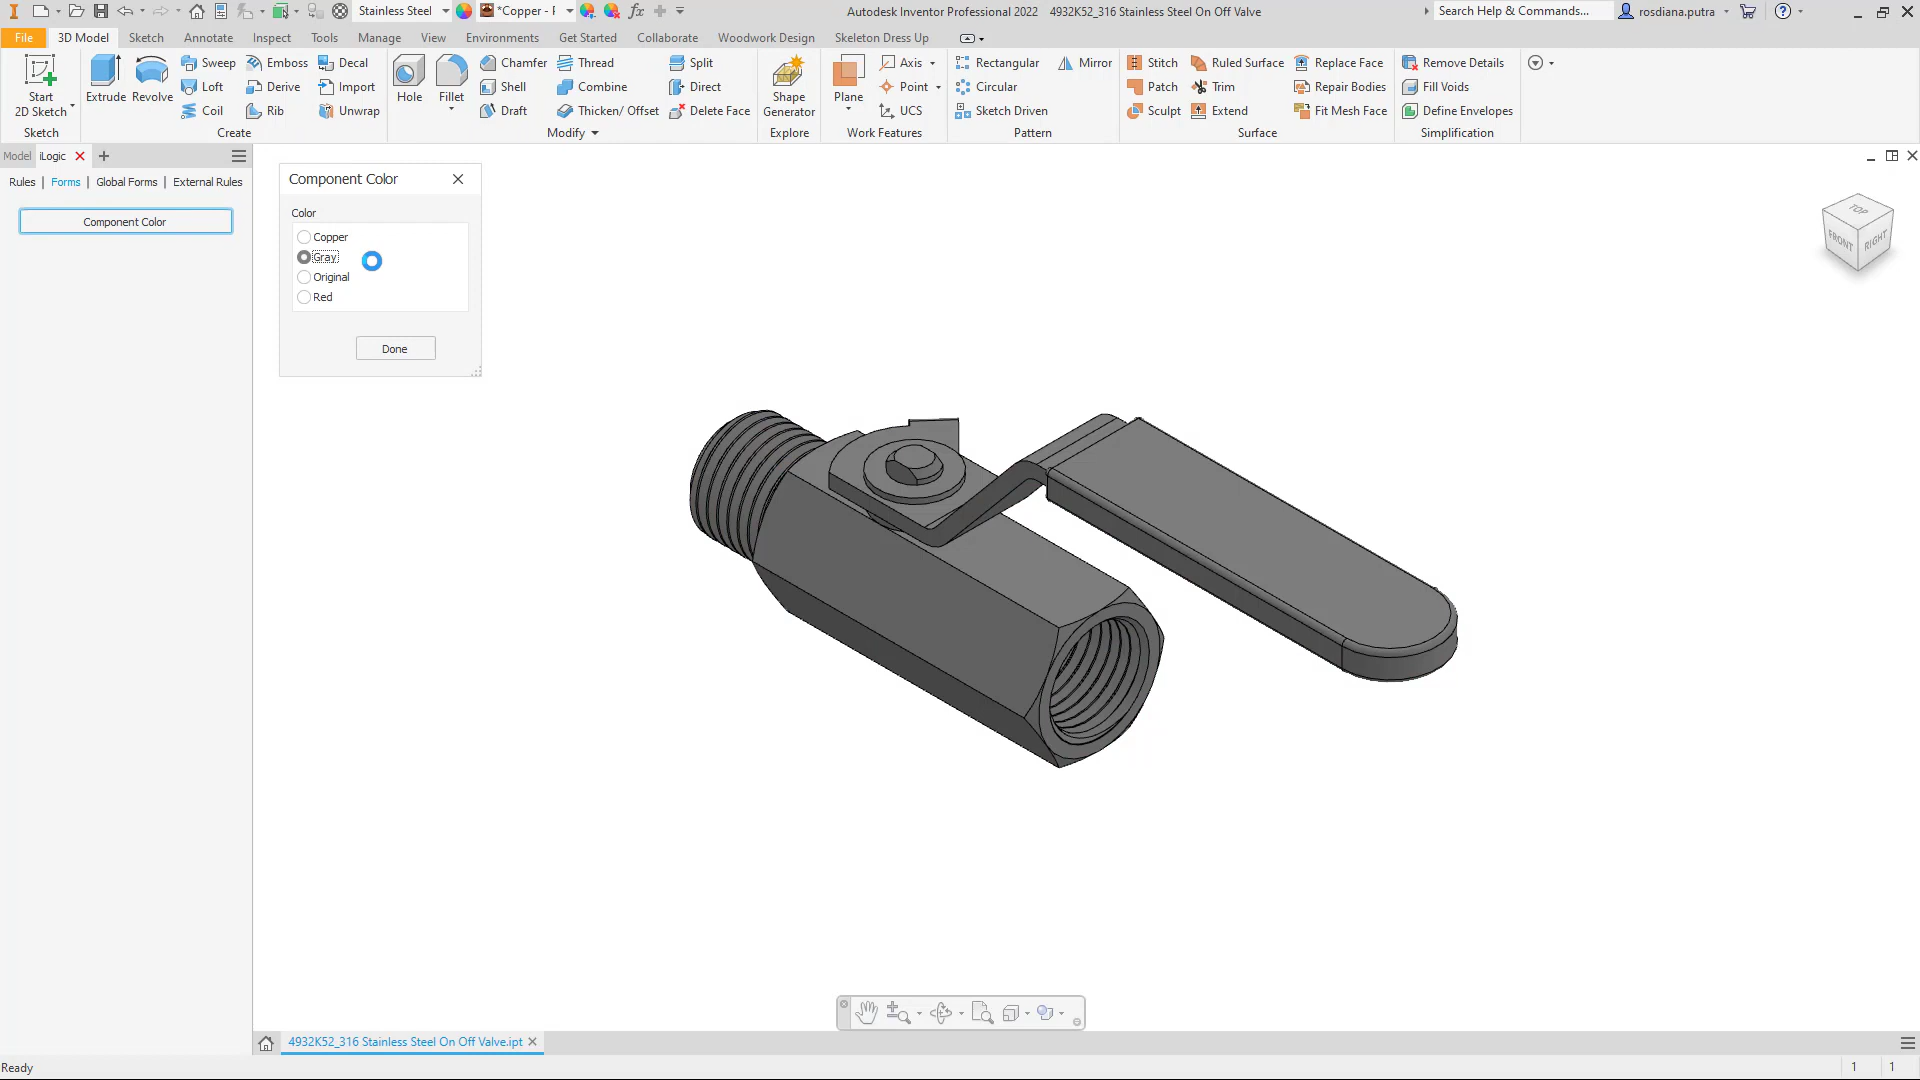 Stainless Steel
*Copper - F
Autodesk Inventor Professional 2022 4932K52_316 Stainless Steel On Off Valve
Search Help & Commands...
rosdiana.putra
File 3D Model Sketch Annotate Inspect Tools Manage View Environments Get Started Collaborate Woodwork Design Skeleton Dress Up
Sweep Emboss Decal Chamfer Thread Split Axis Rectangular Mirror Stitch Ruled Surface Replace Face Remove Details
Loft Derive Import Shell Combine Direct Point Circular Patch Trim Repair Bodies Fill Voids
Start
2D Sketch
Extrude Revolve Hole Fillet
Shape
Generator
Plane
Coil Rib Unwrap Draft Thicken/ Offset Delete Face UCS Sketch Driven Sculpt Extend Fit Mesh Face Define Envelopes
Sketch Create Modify Explore Work Features Pattern Surface Simplification
Model iLogic
Rules | Forms | Global Forms | External Rules
Component Color
Component Color
Color
Copper
Gray
Original
Red
Done
TOP
FRONT
RIGHT
4932K52_316 Stainless Steel On Off Valve.ipt
Ready
1 1